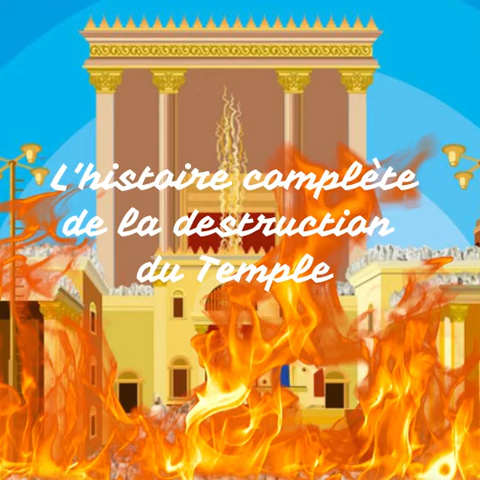 L'histoire complète
de la destruction
du Temple